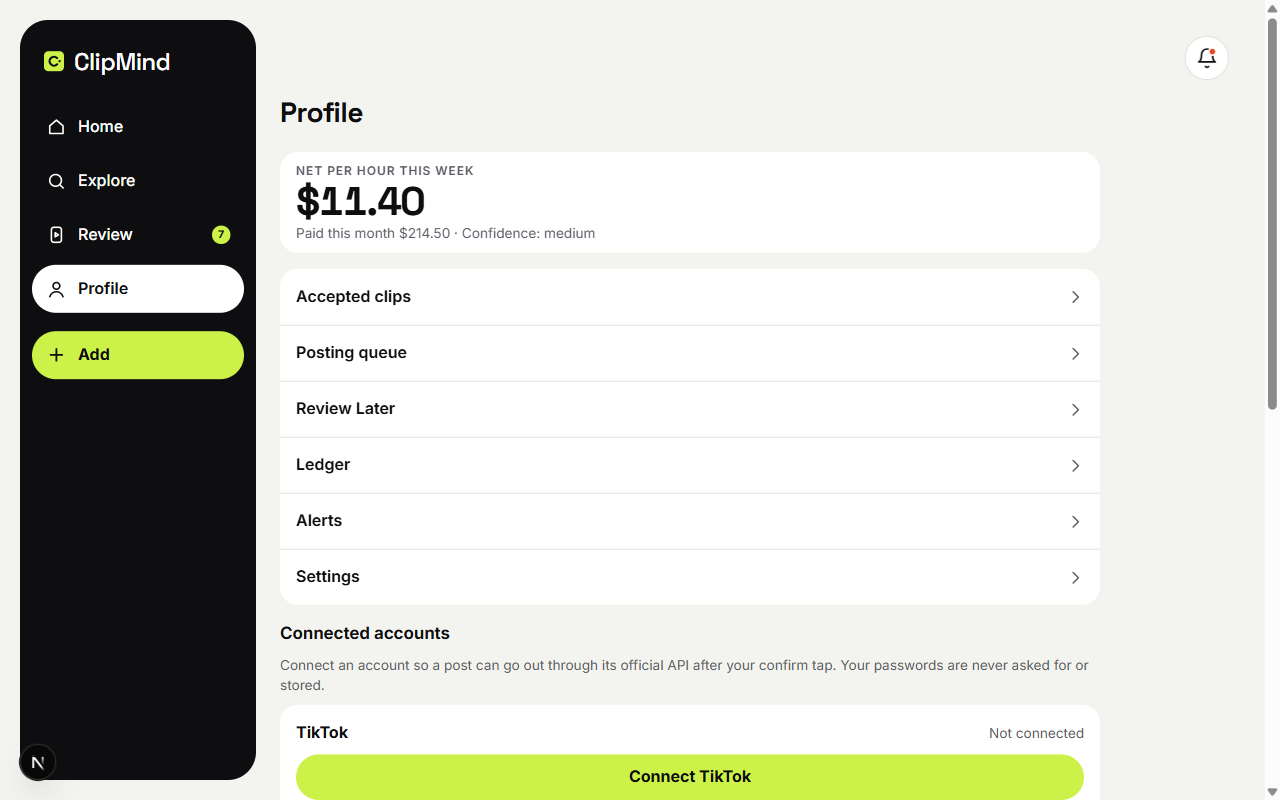 ClipMind
Home
Explore
Review 7
Profile
Add
N
Profile
NET PER HOUR THIS WEEK
$11.40
Paid this month $214.50 · Confidence: medium
Accepted clips
Posting queue
Review Later
Ledger
Alerts
Settings
Connected accounts
Connect an account so a post can go out through its official API after your confirm tap. Your passwords are never asked for or
stored.
TikTok Not connected
Connect TikTok